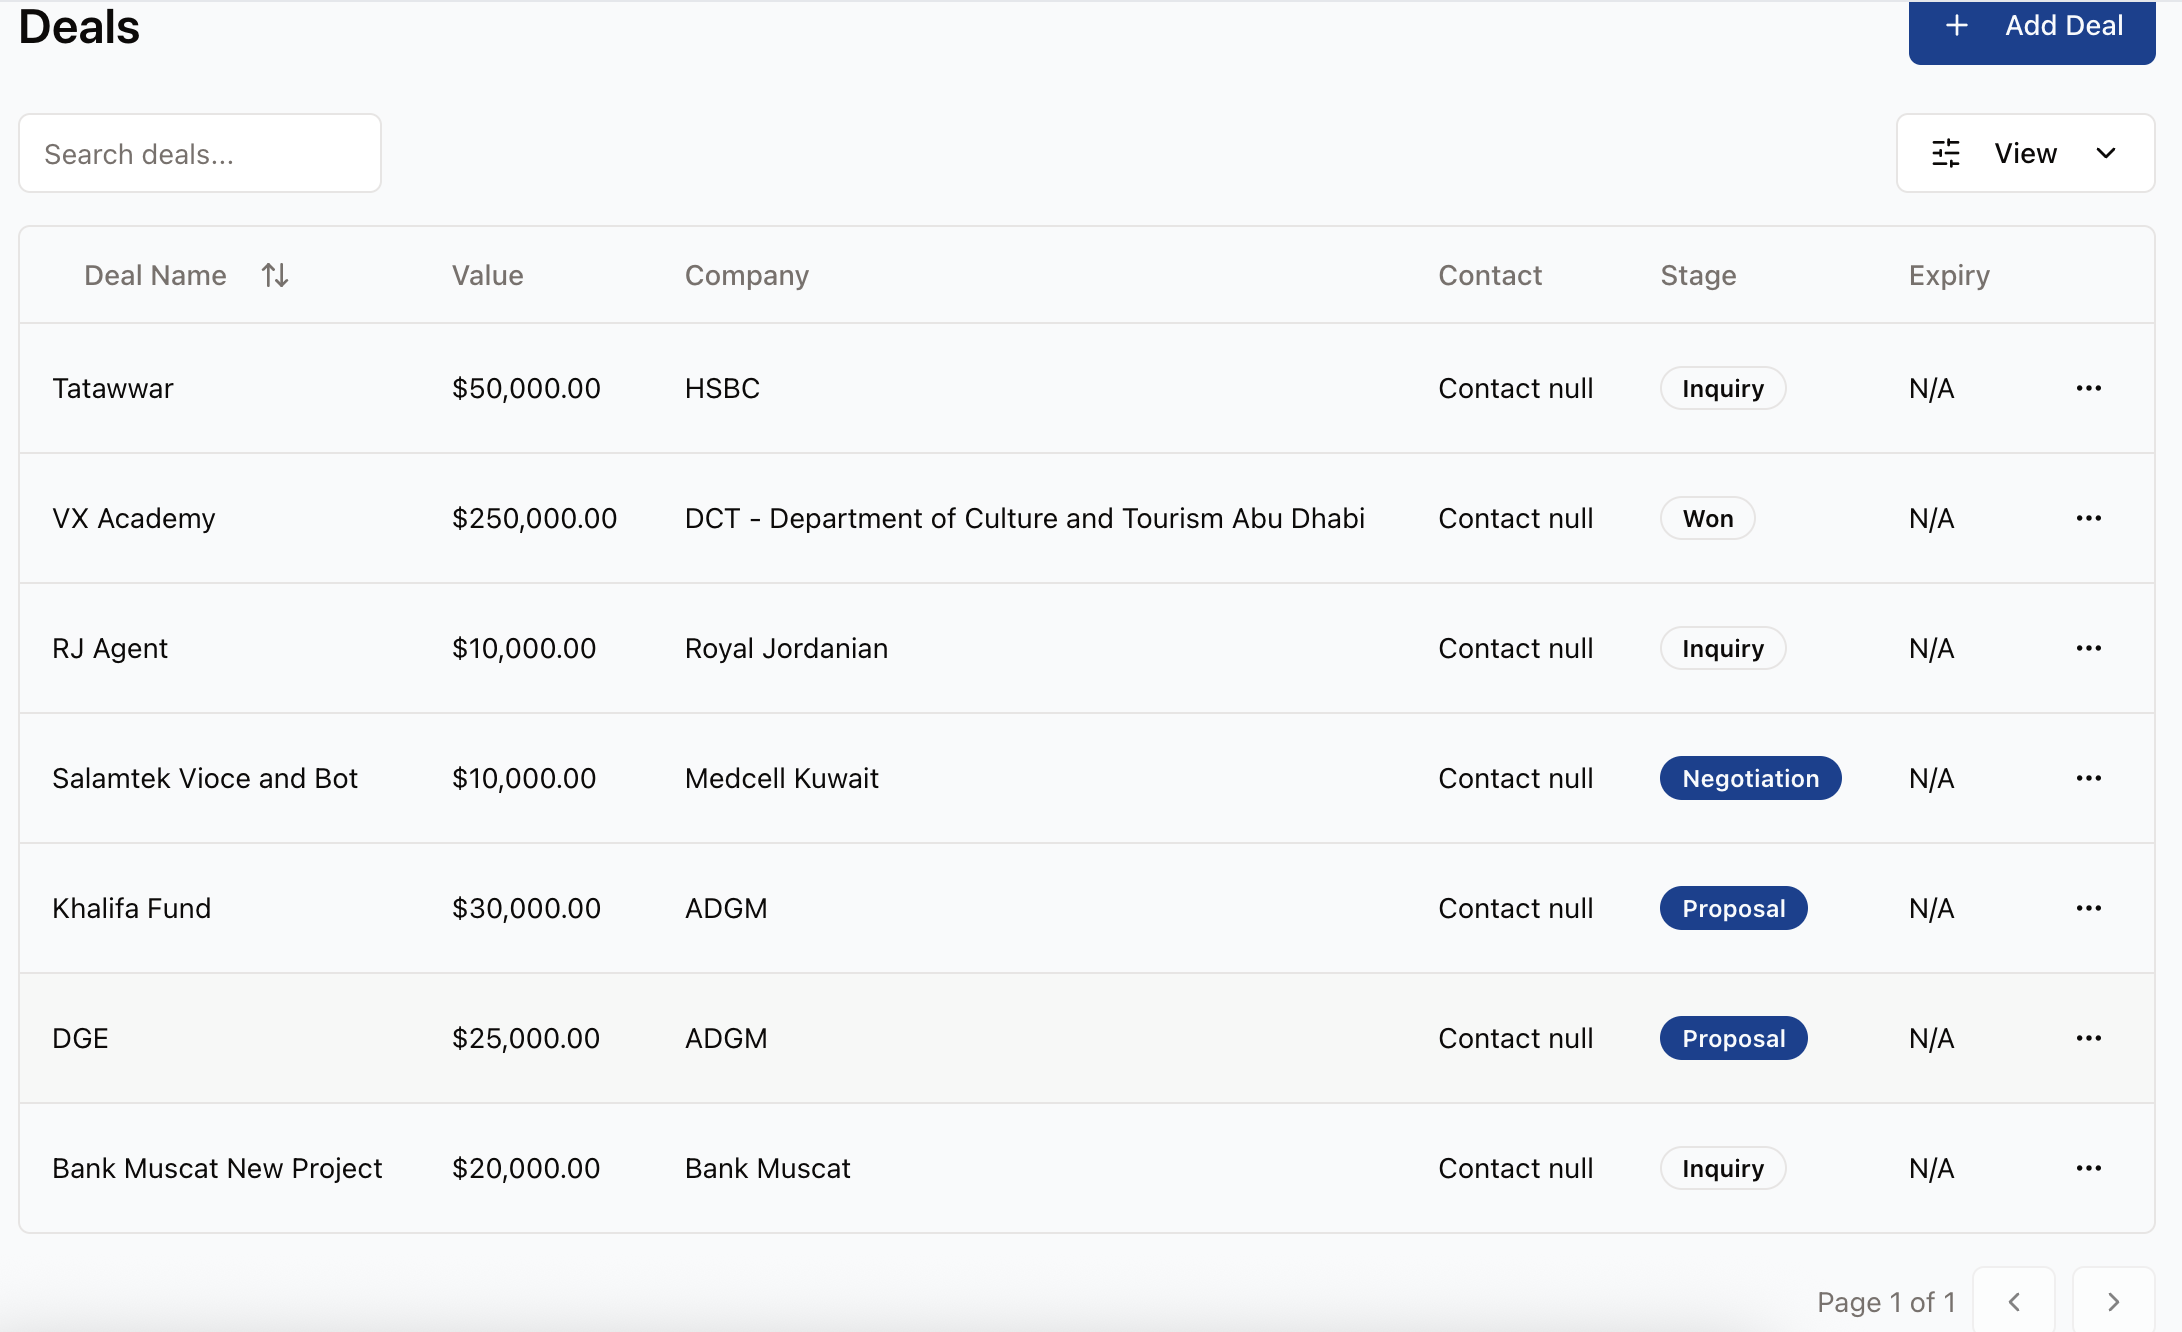 Deals
+ Add Deal
Search deals...
View
Deal Name Value Company Contact Stage Expiry
Tatawwar $50,000.00 HSBC Contact null Inquiry N/A ...
VX Academy $250,000.00 DCT - Department of Culture and Tourism Abu Dhabi Contact null Won N/A ...
RJ Agent $10,000.00 Royal Jordanian Contact null Inquiry N/A ...
Salamtek Vioce and Bot $10,000.00 Medcell Kuwait Contact null Negotiation N/A ...
Khalifa Fund $30,000.00 ADGM Contact null Proposal N/A ...
DGE $25,000.00 ADGM Contact null Proposal N/A ...
Bank Muscat New Project $20,000.00 Bank Muscat Contact null Inquiry N/A ...
Page 1 of 1